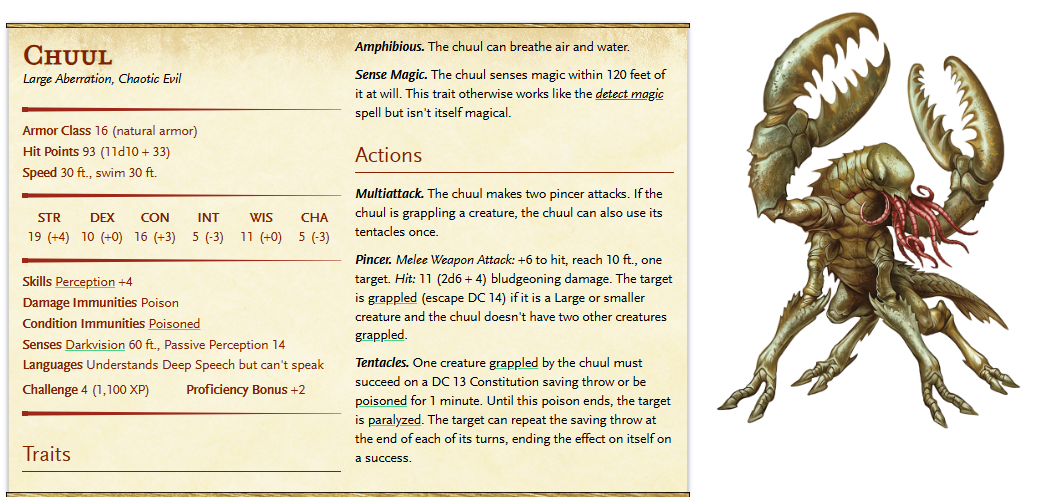 CHUUL
Large Aberration, Chaotic Evil
Armor Class 16 (natural armor)
Hit Points 93 (11d10 + 33)
Speed 30 ft., swim 30 ft.
STR DEX CON INT WIS CHA
19 (+4) 10 (+0) 16 (+3) 5 (-3) 11 (+0) 5 (-3)
Skills Perception +4
Damage Immunities Poison
Condition Immunities Poisoned
Senses Darkvision 60 ft., Passive Perception 14
Languages Understands Deep Speech but can't speak
Challenge 4 (1,100 XP) Proficiency Bonus +2
Traits
Amphibious. The chuul can breathe air and water.
Sense Magic. The chuul senses magic within 120 feet of
it at will. This trait otherwise works like the detect magic
spell but isn't itself magical.
Actions
Multiattack. The chuul makes two pincer attacks. If the
chuul is grappling a creature, the chuul can also use its
tentacles once.
Pincer. Melee Weapon Attack: +6 to hit, reach 10 ft., one
target. Hit: 11 (2d6 + 4) bludgeoning damage. The target
is grappled (escape DC 14) if it is a Large or smaller
creature and the chuul doesn't have two other creatures
grappled.
Tentacles. One creature grappled by the chuul must
succeed on a DC 13 Constitution saving throw or be
poisoned for 1 minute. Until this poison ends, the target
is paralyzed. The target can repeat the saving throw at
the end of each of its turns, ending the effect on itself on
a success.